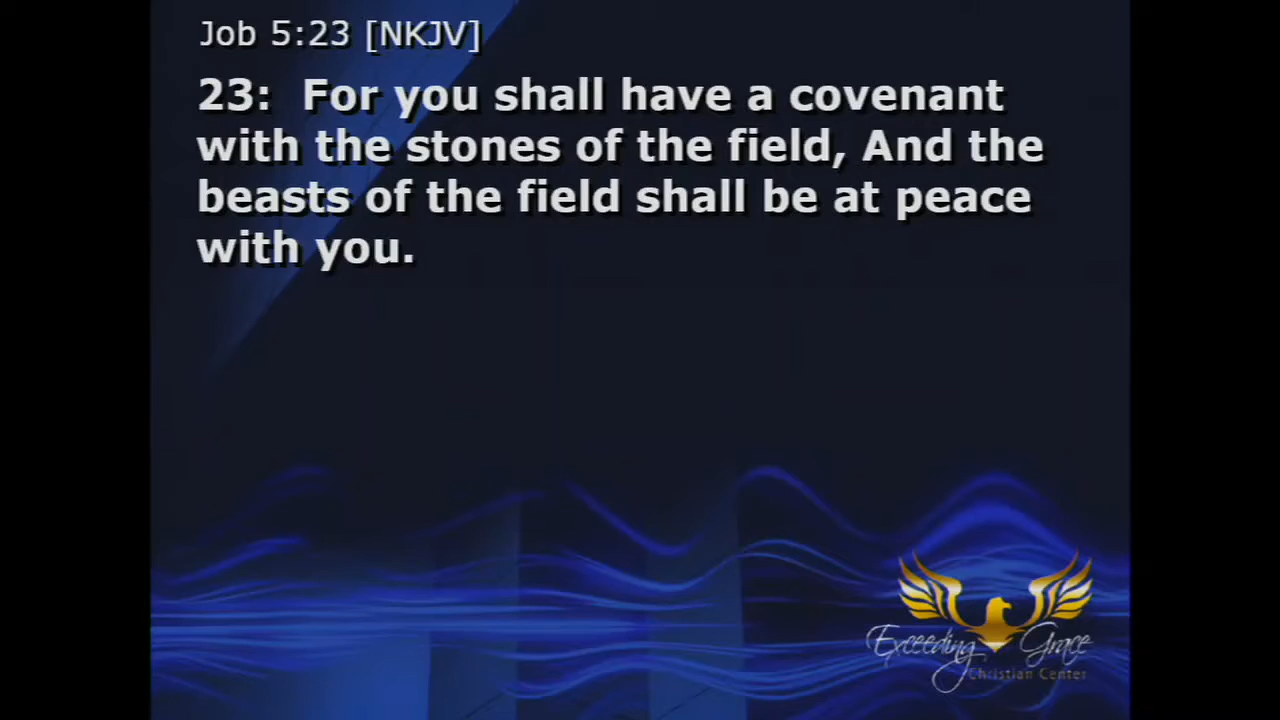 Job 5:23 [NKJV]
23: For you shall have a covenant
with the stones of the field, And the
beasts of the field shall be at peace
with you.
Exceeding Grace
Christian Center